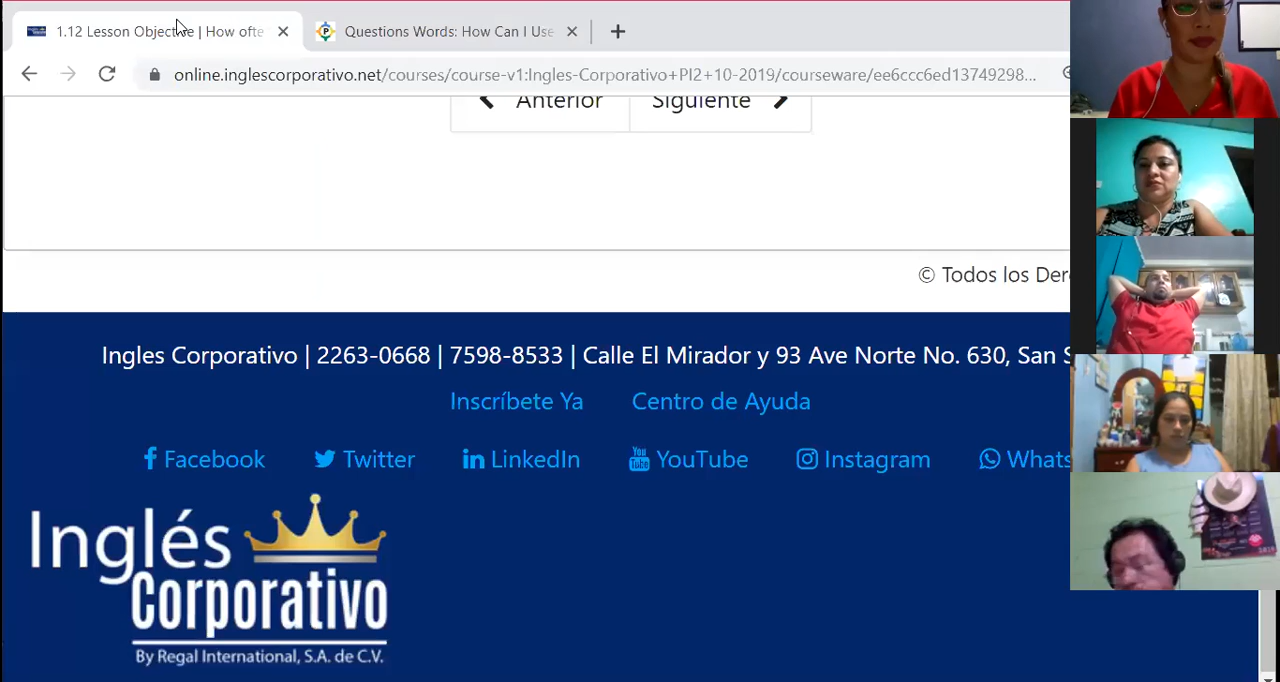 1.12 Lesson Objective | How ofte
Questions Words: How Can I Use
online.inglescorporativo.net/courses/course-v1:Ingles-Corporativo+PI2+10-2019/courseware/ee6ccc6ed13749298...
Anterior Siguiente
© Todos los Der
Ingles Corporativo | 2263-0668 | 7598-8533 | Calle El Mirador y 93 Ave Norte No. 630, San S
Inscríbete Ya Centro de Ayuda
Facebook Twitter LinkedIn YouTube Instagram Whats
Inglés
Corporativo
By Regal International, S.A. de C.V.